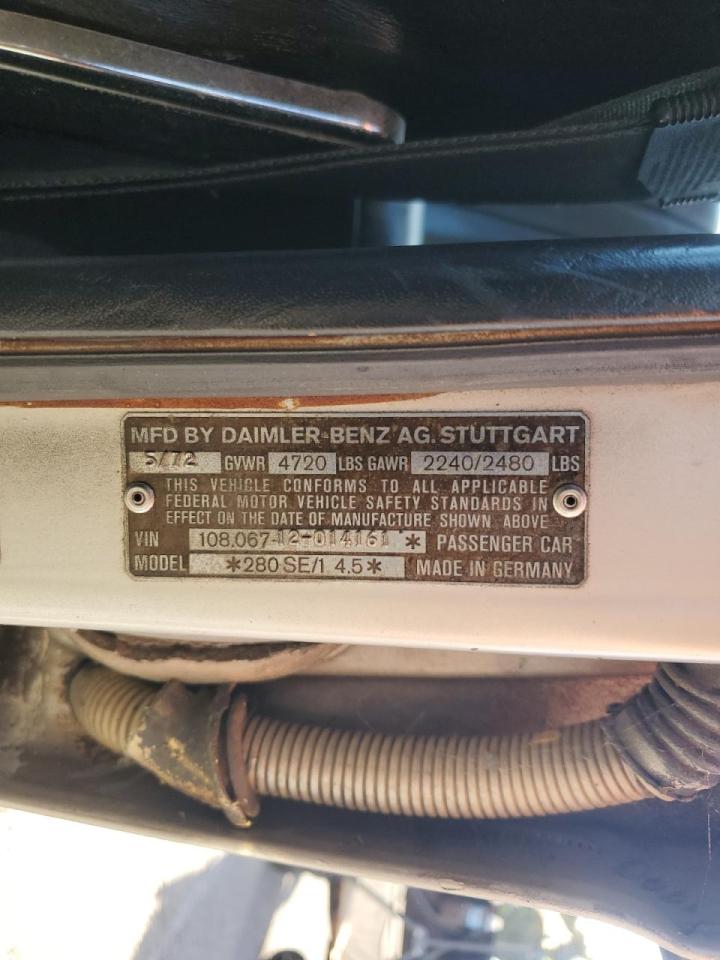 MFD BY DAIMLER-BENZ AG. STUTTGART
5/72 GVWR 4720 LBS GAWR 2240/2480 LBS
THIS VEHICLE CONFORMS TO ALL APPLICABLE
FEDERAL MOTOR VEHICLE SAFETY STANDARDS IN
EFFECT ON THE DATE OF MANUFACTURE SHOWN ABOVE
VIN 108.067-12-014161 * PASSENGER CAR
MODEL *280 SE/1 4.5* MADE IN GERMANY